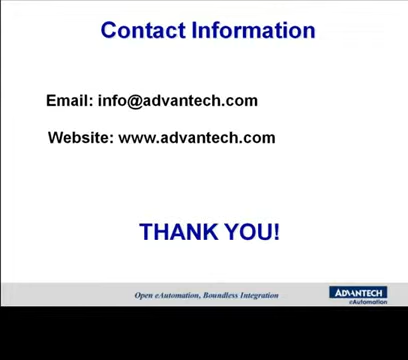 Contact Information
Email: info@advantech.com
Website: www.advantech.com
THANK YOU!
Open eAutomation, Boundless Integration
ADVANTECH
eAutomation